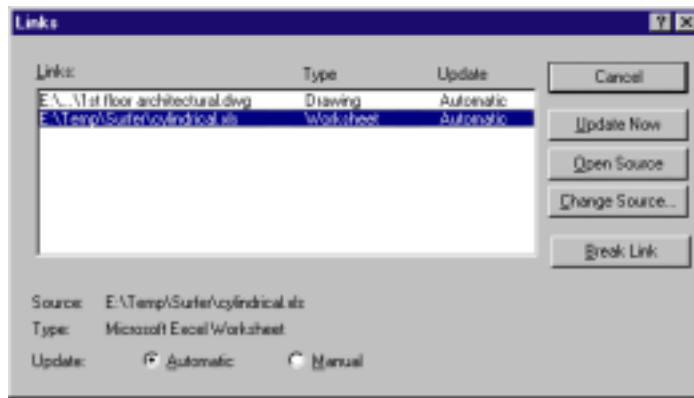 Links
Links: Type Update
E:\...\1st floor architectural.dwg Drawing Automatic
E:\Temp\Surfer\cylindrical.xls Worksheet Automatic
Cancel
Update Now
Open Source
Change Source...
Break Link
Source: E:\Temp\Surfer\cylindrical.xls
Type: Microsoft Excel Worksheet
Update: Automatic Manual